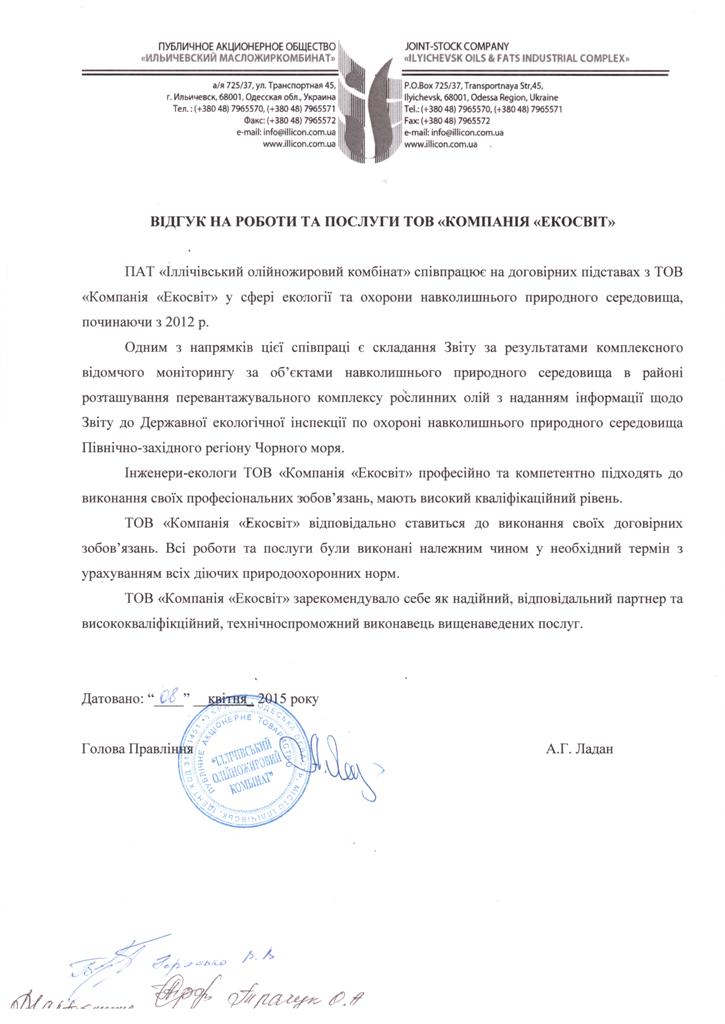 ПУБЛИЧНОЕ АКЦИОНЕРНОЕ ОБЩЕСТВО
«ИЛЬИЧЕВСКИЙ МАСЛОЖИРКОМБИНАТ»
а/я 725/37, ул. Транспортная 45,
г. Ильичевск, 68001, Одесская обл., Украина
Тел. : (+380 48) 7965570, (+380 48) 7965571
Факс: (+380 48) 7965572
e-mail: info@illicon.com.ua
www.illicon.com.ua
JOINT-STOCK COMPANY
«ILYICHEVSK OILS & FATS INDUSTRIAL COMPLEX»
P.O.Box 725/37, Transportnaya Str,45,
Ilyichevsk, 68001, Odessa Region, Ukraine
Tel.: (+380 48) 7965570, (+380 48) 7965571
Fax: (+380 48) 7965572
e-mail: info@illicon.com.ua
www.illicon.com.ua
ВІДГУК НА РОБОТИ ТА ПОСЛУГИ ТОВ «КОМПАНІЯ «ЕКОСВІТ»
ПАТ «Іллічівський олійножировий комбінат» співпрацює на договірних підставах з ТОВ
«Компанія «Екосвіт» у сфері екології та охорони навколишнього природного середовища,
починаючи з 2012 р.
Одним з напрямків цієї співпраці є складання Звіту за результатами комплексного
відомчого моніторингу за об’єктами навколишнього природного середовища в районі
розташування перевантажувального комплексу рослинних олій з наданням інформації щодо
Звіту до Державної екологічної інспекції по охороні навколишнього природного середовища
Північно-західного регіону Чорного моря.
Інженери-екологи ТОВ «Компанія «Екосвіт» професійно та компетентно підходять до
виконання своїх професіональних зобов’язань, мають високий кваліфікаційний рівень.
ТОВ «Компанія «Екосвіт» відповідально ставиться до виконання своїх договірних
зобов’язань. Всі роботи та послуги були виконані належним чином у необхідний термін з
урахуванням всіх діючих природоохоронних норм.
ТОВ «Компанія «Екосвіт» зарекомендувало себе як надійний, відповідальний партнер та
висококваліфікційний, технічноспроможний виконавець вищенаведених послуг.
Датовано: “ 08 ” квітня 2015 року
Голова Правління
А.Г. Ладан
ПУБЛІЧНЕ АКЦІОНЕРНЕ ТОВАРИСТВО
"ІЛЛІЧІВСЬКИЙ
ОЛІЙНОЖИРОВИЙ
КОМБІНАТ"
В. В
Трачук О.А